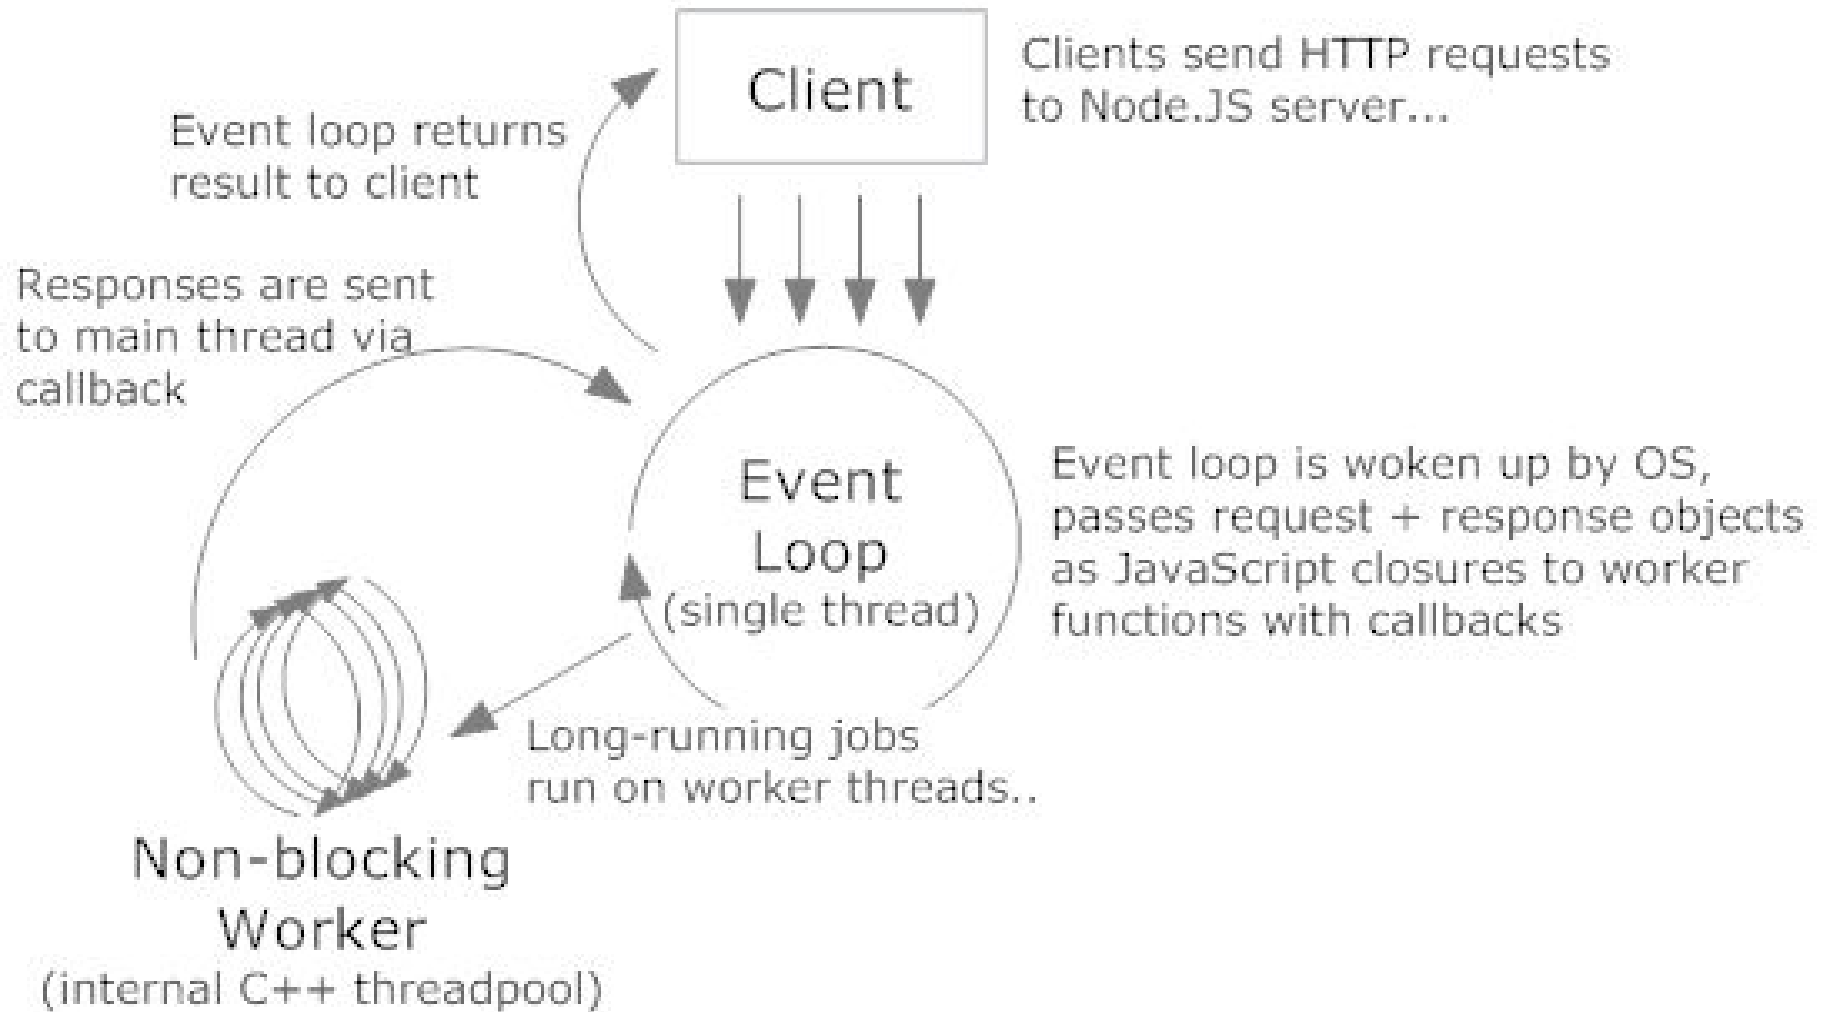 Client
Clients send HTTP requests
to Node.JS server...
Event loop returns
result to client
Responses are sent
to main thread via
callback
Event
Loop
(single thread)
Event loop is woken up by OS,
passes request + response objects
as JavaScript closures to worker
functions with callbacks
Long-running jobs
run on worker threads..
Non-blocking
Worker
(internal C++ threadpool)